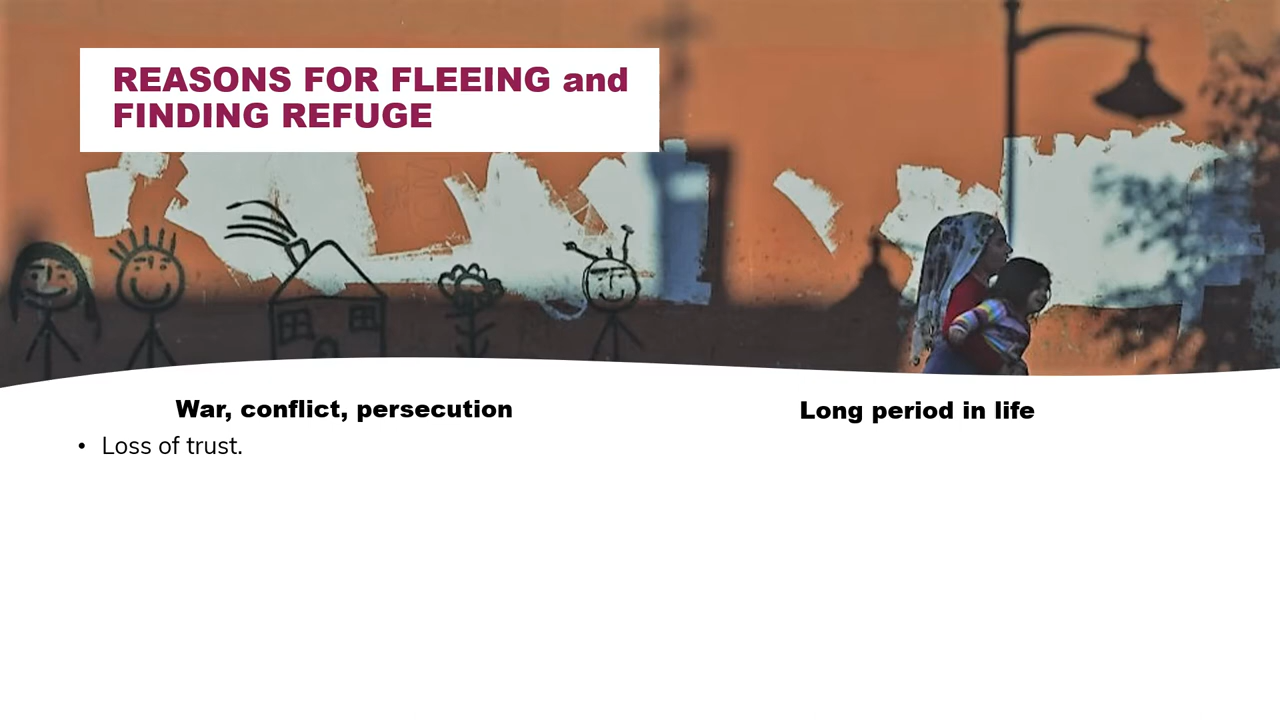 REASONS FOR FLEEING and
FINDING REFUGE
War, conflict, persecution
Long period in life
• Loss of trust.